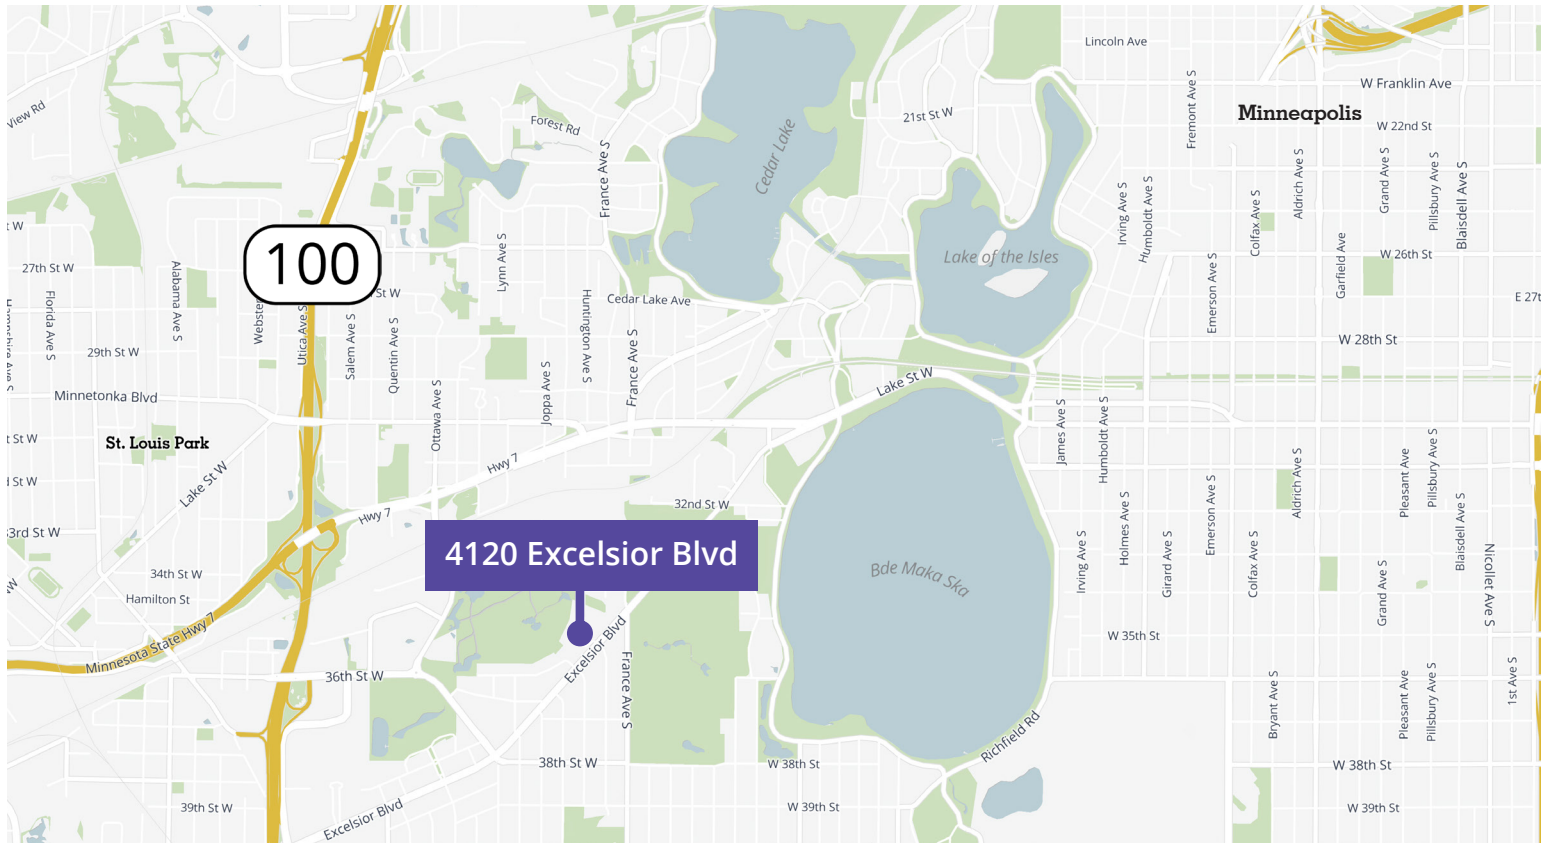 Lincoln Ave
W Franklin Ave
View Rd
Forest Rd
21st St W
Fremont Ave S
Minneapolis
W 22nd St
Cedar Lake
France Ave S
Irving Ave S
Humboldt Ave S
Colfax Ave S
Aldrich Ave S
Grand Ave S
Pillsbury Ave S
Blaisdell Ave S
t W
27th St W
Alabama Ave S
100
Lynn Ave S
Lake of the Isles
W 26th St
Garfield Ave
Emerson Ave S
St W
Cedar Lake Ave
Huntington Ave S
E 27t
Florida Ave S
Webster
Utica Ave S
Salem Ave S
Quentin Ave S
France Ave S
W 28th St
29th St W
Minnetonka Blvd
Ottawa Ave S
Joppa Ave S
Lake St W
James Ave S
Humboldt Ave S
t St W
St. Louis Park
Hwy 7
Lake St W
d St W
Hwy 7
32nd St W
Aldrich Ave S
Pleasant Ave
Pillsbury Ave S
33rd St W
4120 Excelsior Blvd
Bde Maka Ska
Irving Ave S
Holmes Ave S
Girard Ave S
Emerson Ave S
Colfax Ave S
Grand Ave S
Blaisdell Ave S
Nicollet Ave S
34th St W
Hamilton St
Minnesota State Hwy 7
Excelsior Blvd
W 35th St
36th St W
France Ave S
Bryant Ave S
Pleasant Ave
Pillsbury Ave S
1st Ave S
Richfield Rd
38th St W
W 38th St
W 38th St
39th St W
Excelsior Blvd
W 39th St
W 39th St